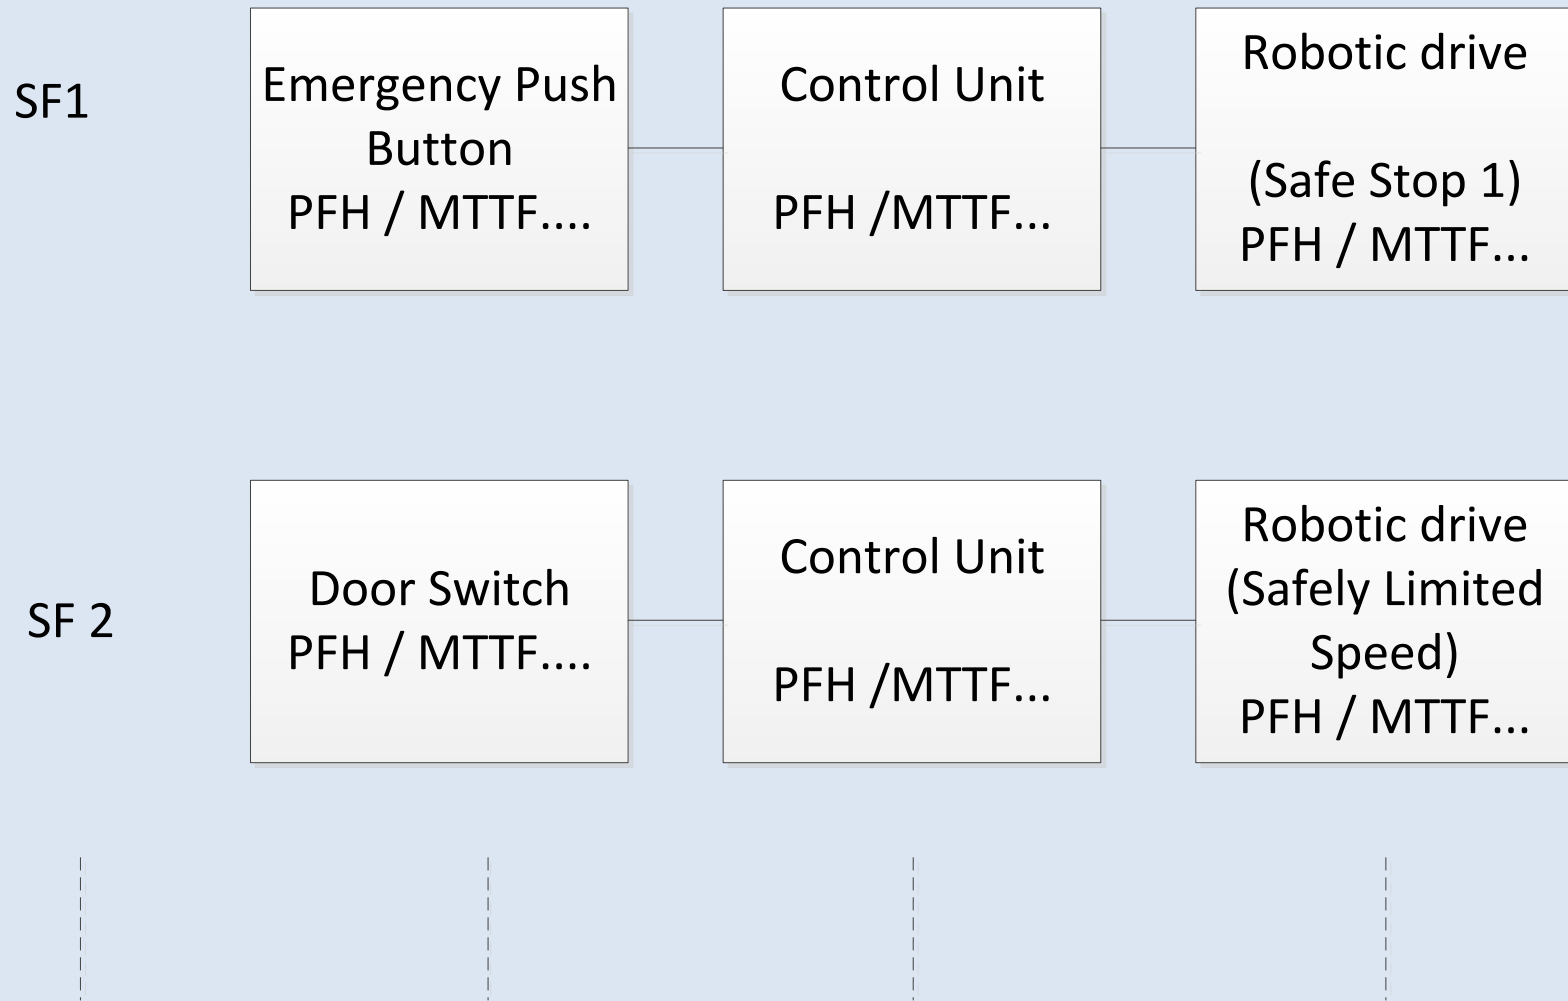 SF1
Emergency Push
Button
PFH / MTTF....
Control Unit
PFH /MTTF...
Robotic drive
(Safe Stop 1)
PFH / MTTF...
SF 2
Door Switch
PFH / MTTF....
Control Unit
PFH /MTTF...
Robotic drive
(Safely Limited
Speed)
PFH / MTTF...